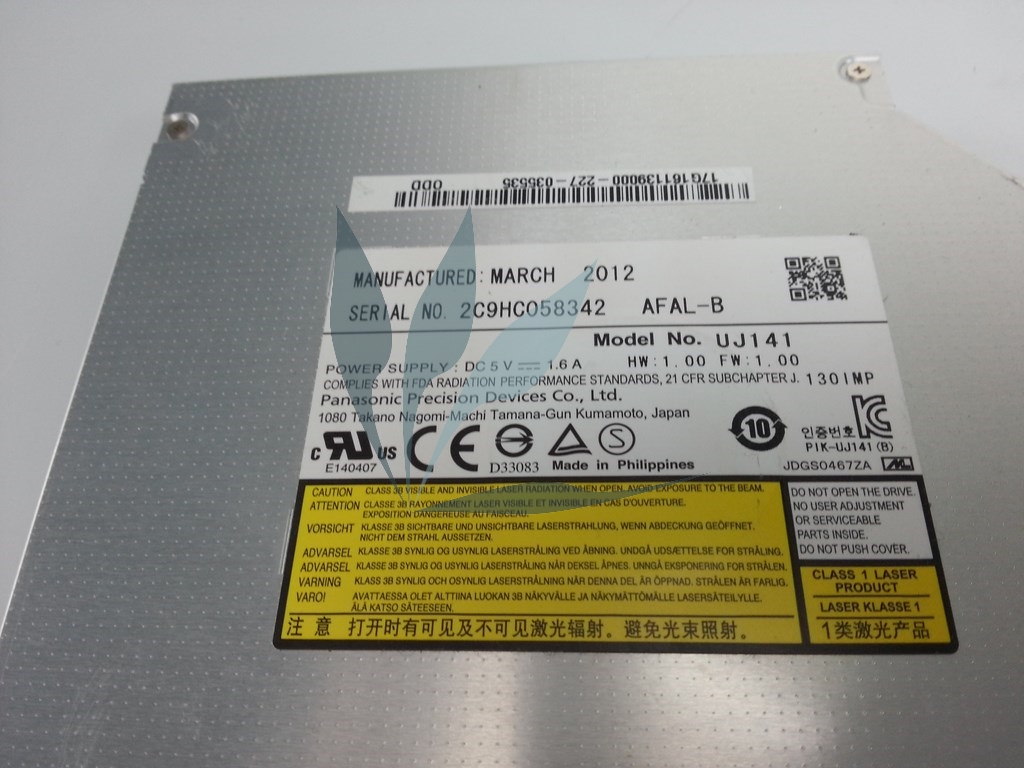 17G161139000-227-035535
ODD
MANUFACTURED: MARCH 2012
SERIAL NO. 2C9HC058342 AFAL-B
Model No. UJ141
POWER SUPPLY : DC 5 V 1.6 A HW:1.00 FW:1.00
COMPLIES WITH FDA RADIATION PERFORMANCE STANDARDS, 21 CFR SUBCHAPTER J. 130IMP
Panasonic Precision Devices Co., Ltd.
1080 Takano Nagomi-Machi Tamana-Gun Kumamoto, Japan
c RU US CE S 10 인증번호 KC
E140407 D33083 Made in Philippines PIK-UJ141 (B)
JDGS0467ZA
CAUTION CLASS 3B VISIBLE AND INVISIBLE LASER RADIATION WHEN OPEN. AVOID EXPOSURE TO THE BEAM.
ATTENTION CLASSE 3B RAYONNEMENT LASER VISIBLE ET INVISIBLE EN CAS D'OUVERTURE.
EXPOSITION DANGEREUSE AU FAISCEAU.
VORSICHT KLASSE 3B SICHTBARE UND UNSICHTBARE LASERSTRAHLUNG, WENN ABDECKUNG GEÖFFNET.
NICHT DEM STRAHL AUSSETZEN.
ADVARSEL KLASSE 3B SYNLIG OG USYNLIG LASERSTRÅLING VED ÅBNING. UNDGÅ UDSÆTTELSE FOR STRÅLING.
ADVARSEL KLASSE 3B SYNLIG OG USYNLIG LASERSTRÅLING NÅR DEKSEL ÅPNES. UNNGÅ EKSPONERING FOR STRÅLEN.
VARNING KLASS 3B SYNLIG OCH OSYNLIG LASERSTRÅLNING NÄR DENNA DEL ÄR ÖPPNAD. STRÅLEN ÄR FARLIG.
VARO! AVATTAESSA OLET ALTTIINA LUOKAN 3B NÄKYVÄLLE JA NÄKYMÄTTÖMÄLLE LASERSÄTEILYLLE.
ÄLÄ KATSO SÄTEESEEN.
注 意 打开时有可见及不可见激光辐射。避免光束照射。
DO NOT OPEN THE DRIVE.
NO USER ADJUSTMENT
OR SERVICEABLE
PARTS INSIDE.
DO NOT PUSH COVER.
CLASS 1 LASER
PRODUCT
LASER KLASSE 1
1类激光产品